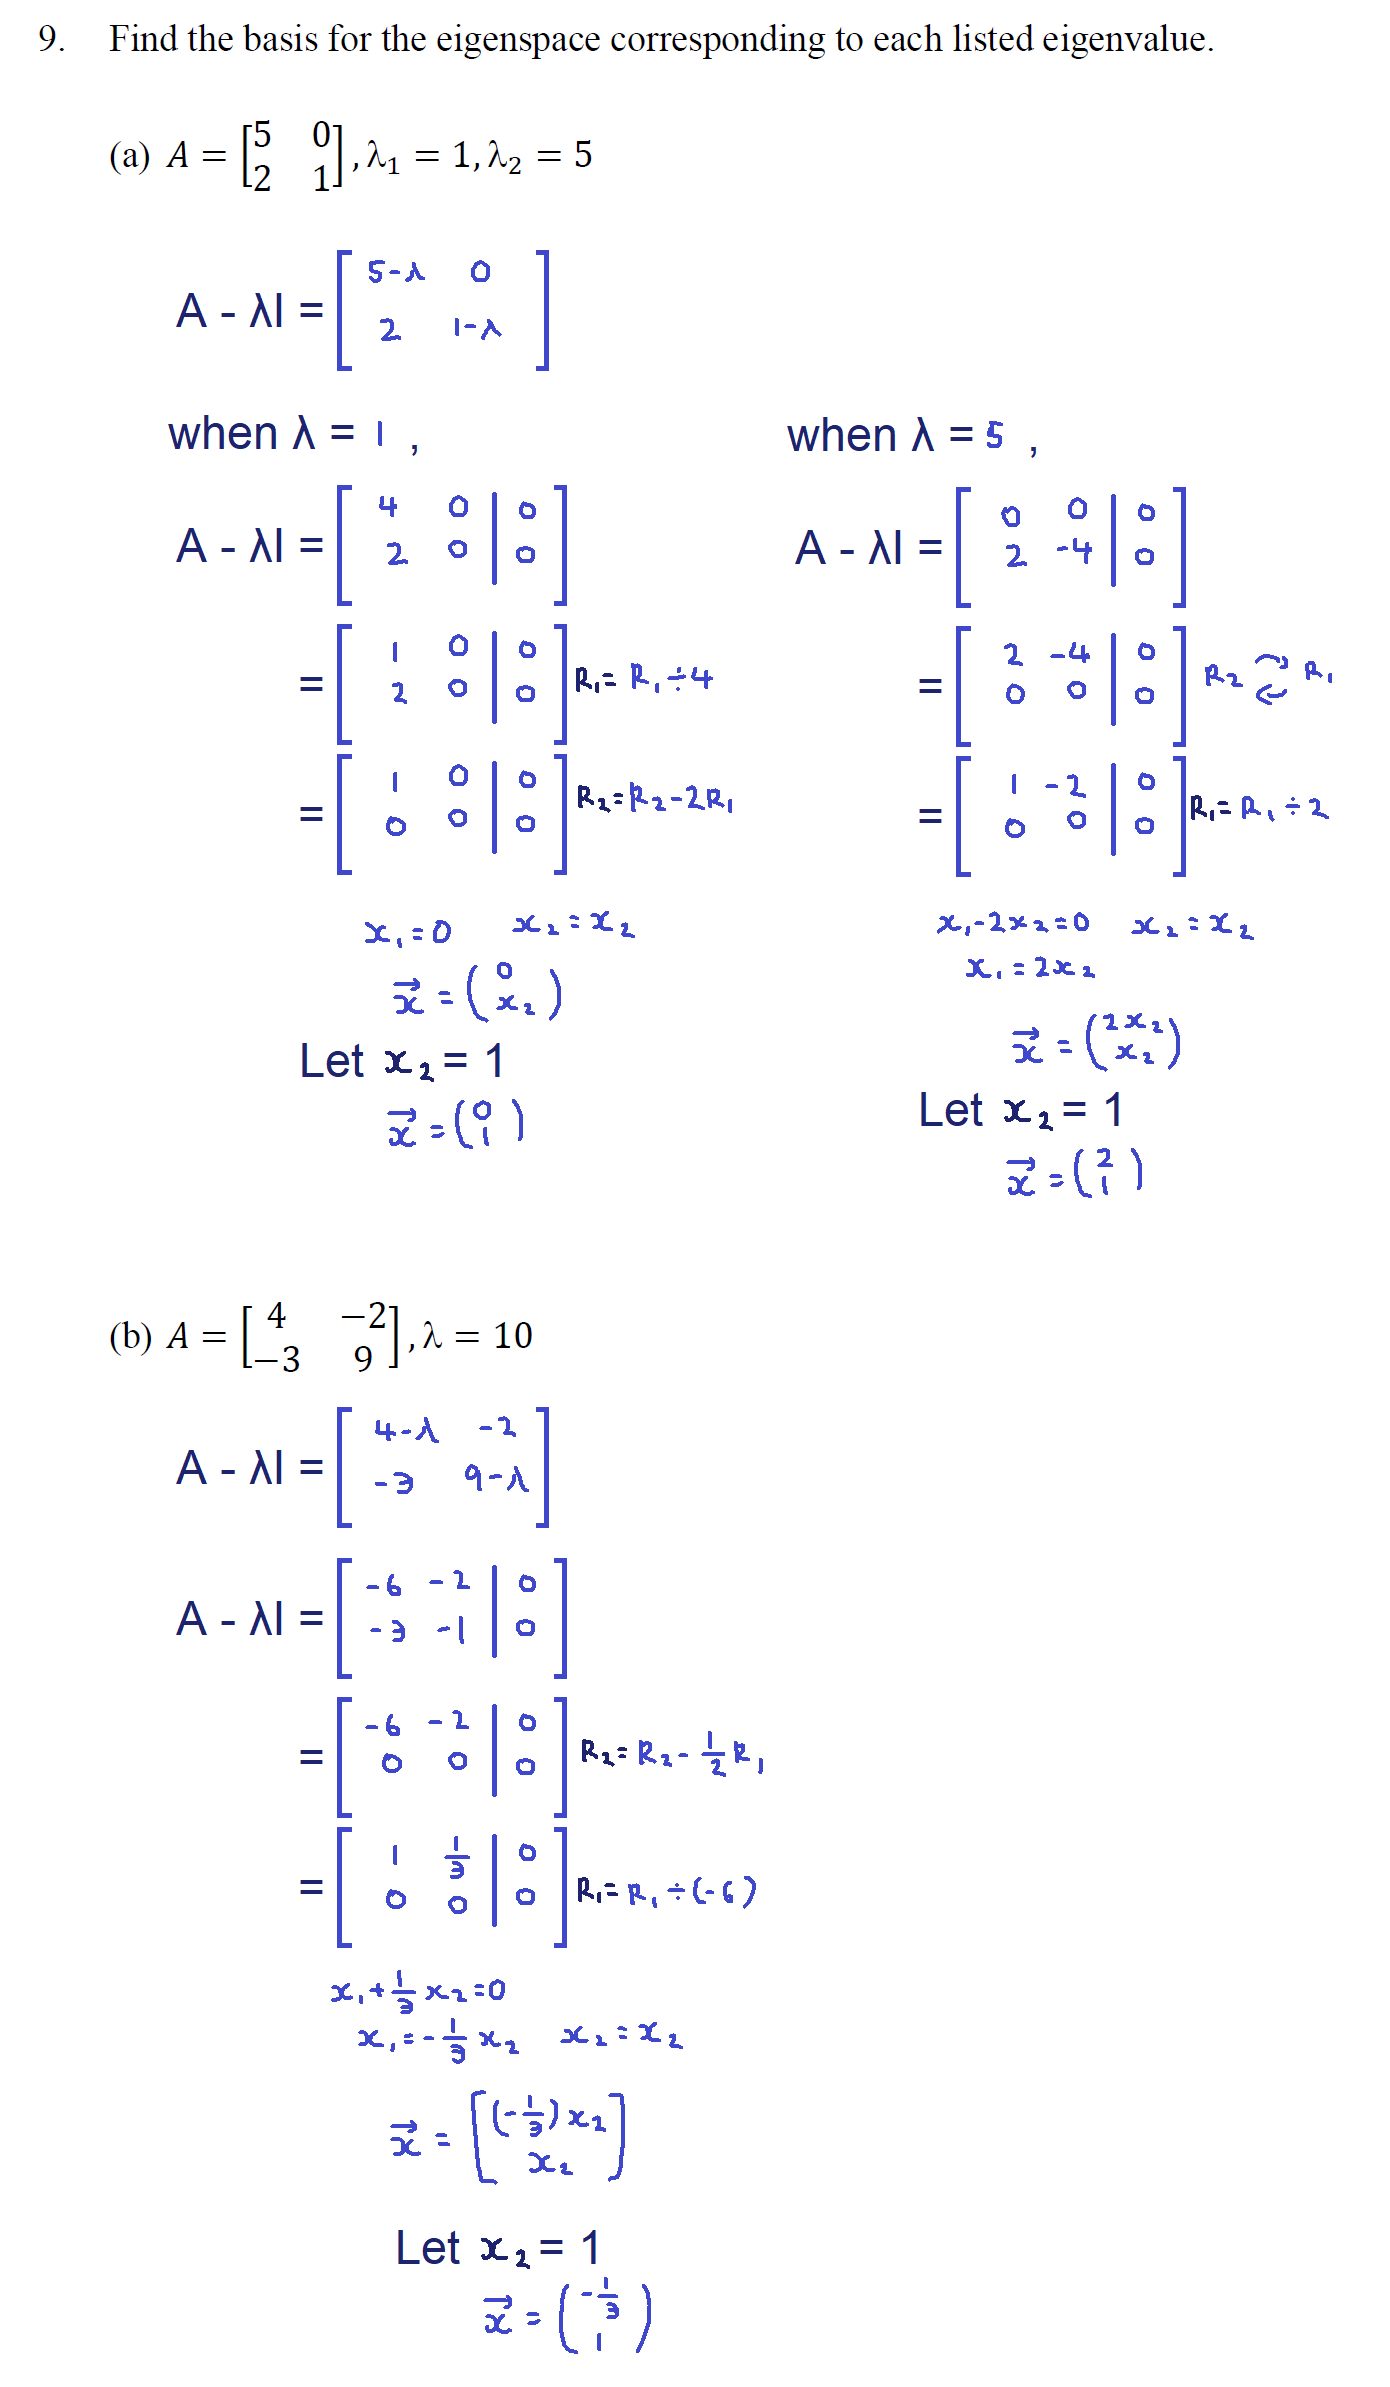 9. Find the basis for the eigenspace corresponding to each listed eigenvalue.
(a) A = [5 0; 2 1], λ₁ = 1, λ₂ = 5
A - λI = [5-λ 0; 2 1-λ]
when λ = 1 ,
A - λI = [4 0 | 0; 2 0 | 0]
= [1 0 | 0; 2 0 | 0] R₁ = R₁ ÷ 4
= [1 0 | 0; 0 0 | 0] R₂ = R₂ - 2R₁
x₁ = 0 x₂ = x₂
x⃗ = (0; x₂)
Let x₂ = 1
x⃗ = (0; 1)
when λ = 5 ,
A - λI = [0 0 | 0; 2 -4 | 0]
= [2 -4 | 0; 0 0 | 0] R₂ ⇄ R₁
= [1 -2 | 0; 0 0 | 0] R₁ = R₁ ÷ 2
x₁ - 2x₂ = 0 x₂ = x₂
x₁ = 2x₂
x⃗ = (2x₂; x₂)
Let x₂ = 1
x⃗ = (2; 1)
(b) A = [4 −2; −3 9], λ = 10
A - λI = [4-λ -2; -3 9-λ]
A - λI = [-6 -2 | 0; -3 -1 | 0]
= [-6 -2 | 0; 0 0 | 0] R₂ = R₂ - 1/2 R₁
= [1 1/3 | 0; 0 0 | 0] R₁ = R₁ ÷ (-6)
x₁ + 1/3 x₂ = 0
x₁ = -1/3 x₂ x₂ = x₂
x⃗ = [(-1/3) x₂; x₂]
Let x₂ = 1
x⃗ = (-1/3; 1)